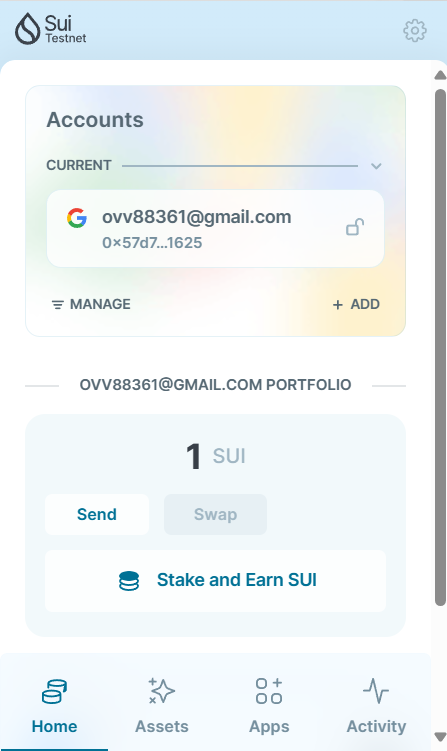 Sui
Testnet
Accounts
CURRENT
ovv88361@gmail.com
0×57d7...1625
MANAGE
+ ADD
OVV88361@GMAIL.COM PORTFOLIO
1 SUI
Send
Swap
Stake and Earn SUI
Home
Assets
Apps
Activity